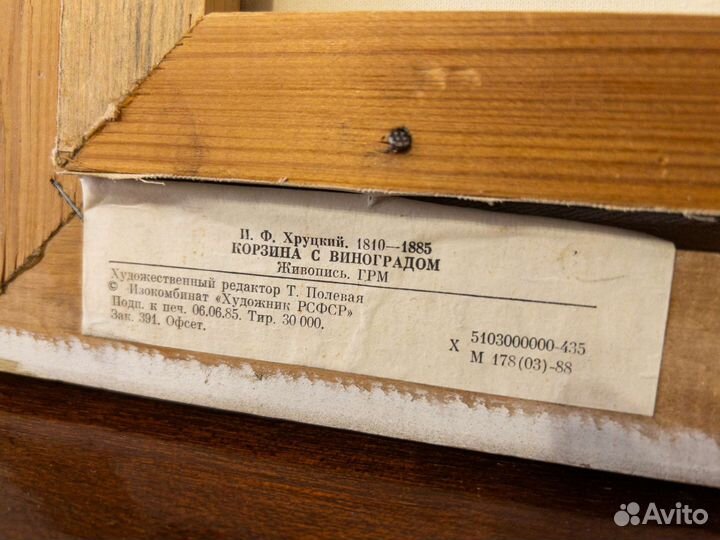 И. Ф. Хруцкий. 1810—1885
КОРЗИНА С ВИНОГРАДОМ
Живопись. ГРМ
Художественный редактор Т. Полевая
© Изокомбинат «Художник РСФСР»
Подп. к печ. 06.06.85. Тир. 30 000.
Зак. 391. Офсет.
X 5103000000-435
М 178(03)-88
Avito